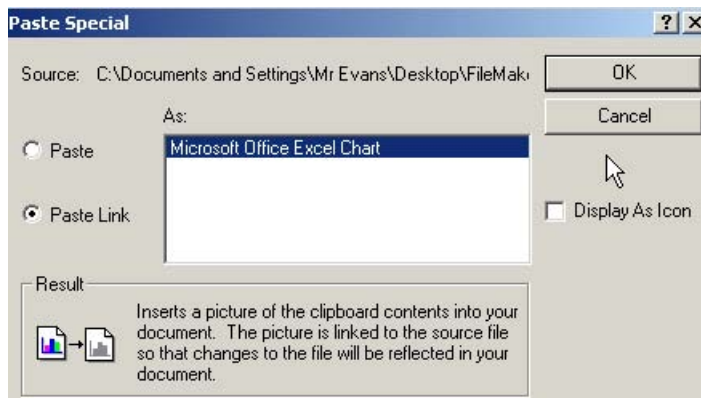 Paste Special
Source: C:\Documents and Settings\Mr Evans\Desktop\FileMak
OK
As:
Cancel
Paste
Microsoft Office Excel Chart
Paste Link
Display As Icon
Result
Inserts a picture of the clipboard contents into your
document. The picture is linked to the source file
so that changes to the file will be reflected in your
document.